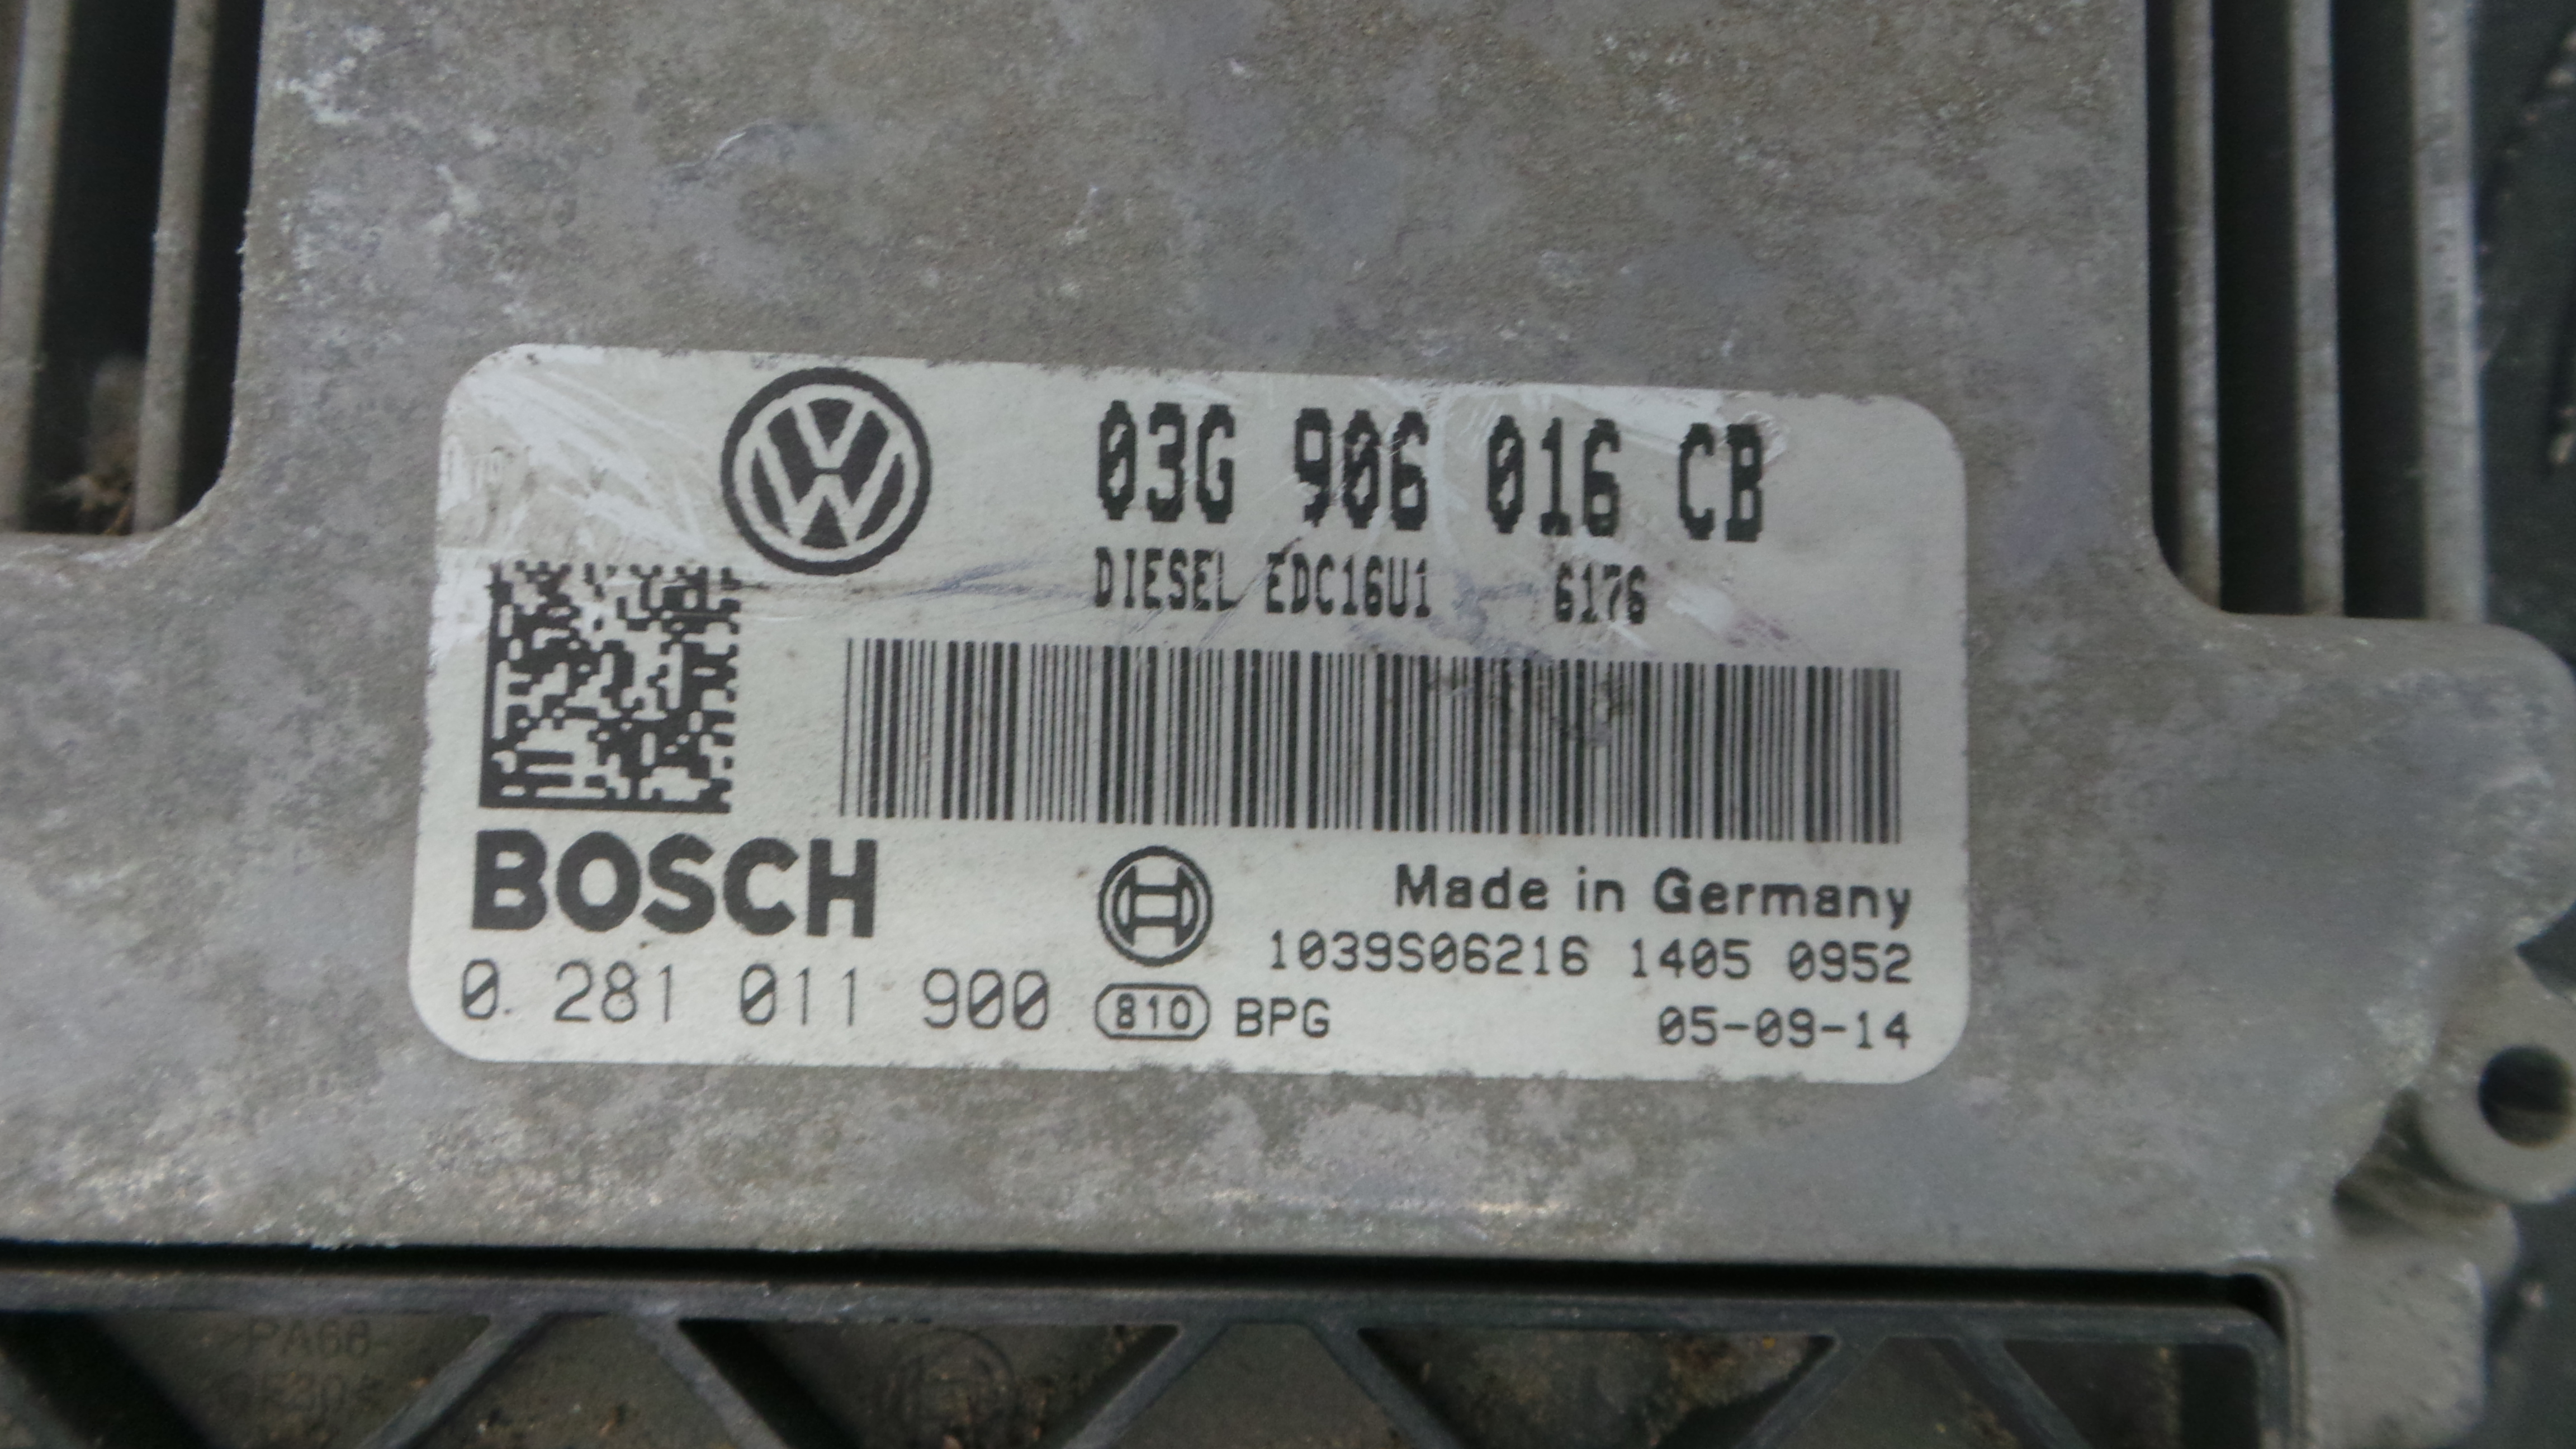 03G 906 016 CB
DIESEL EDC16U1 6176
BOSCH
Made in Germany
1039S06216 1405 0952
0 281 011 900 810 BPG 05-09-14
PA66-